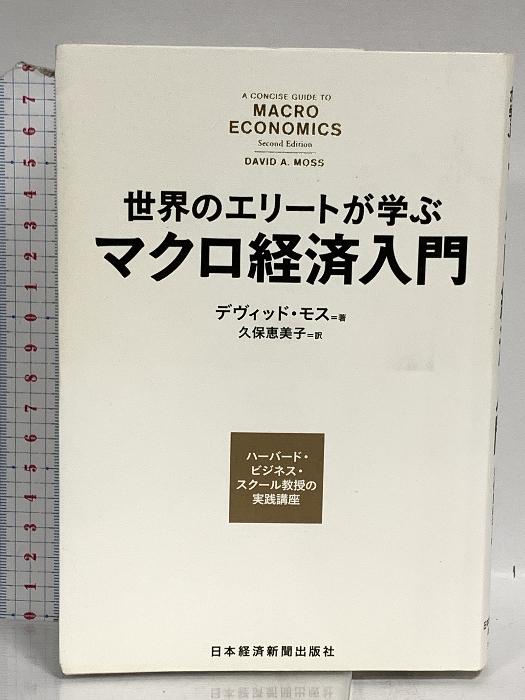 A CONCISE GUIDE TO
MACRO
ECONOMICS
Second Edition
DAVID A. MOSS
世界のエリートが学ぶ
マクロ経済入門
デヴィッド・モス=著
久保恵美子=訳
ハーバード・
ビジネス・
スクール教授の
実践講座
日本経済新聞出版社